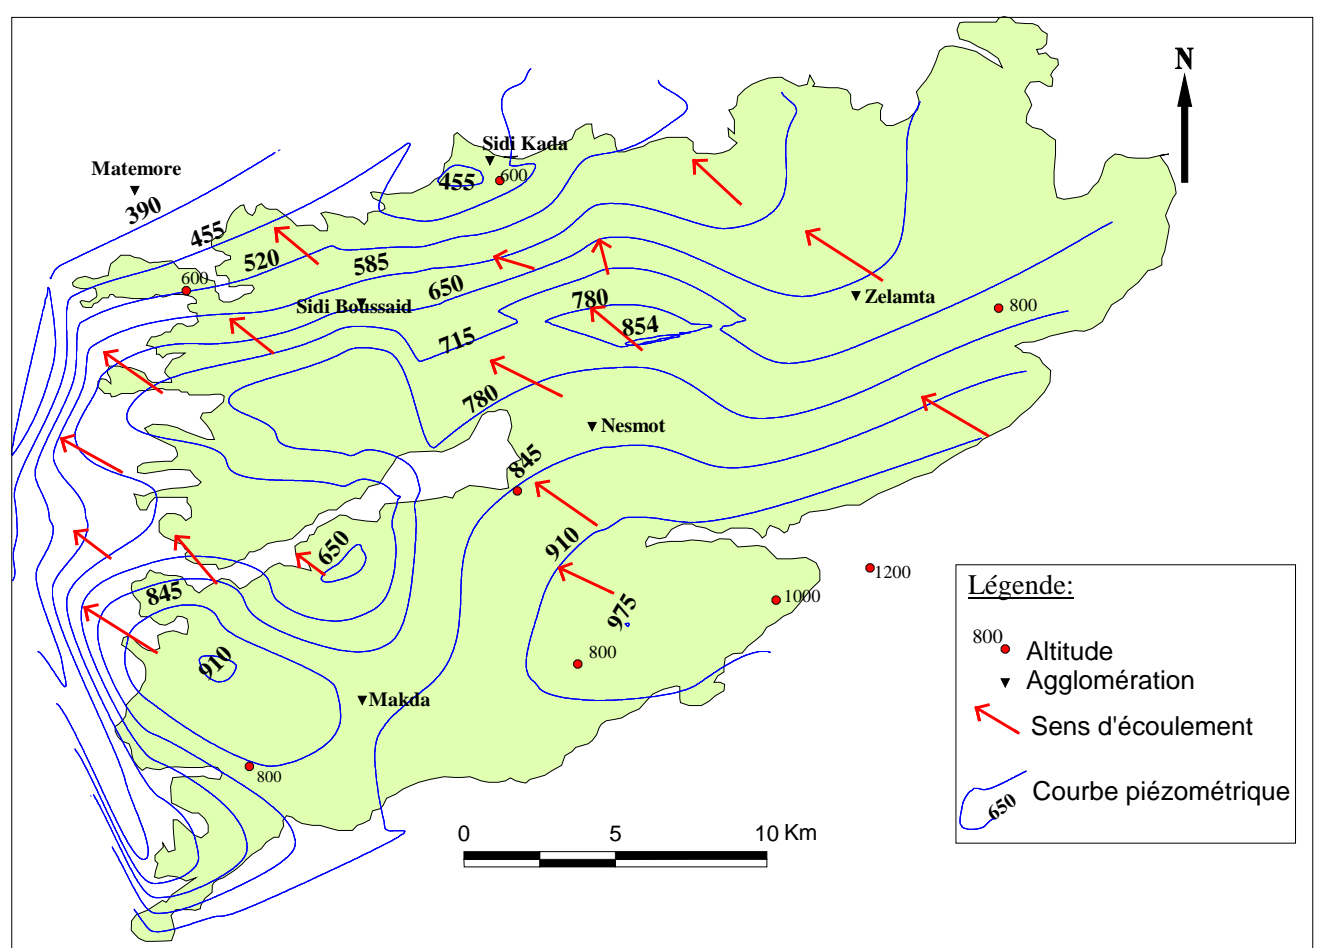 N
Sidi Kada
Matemore
600
455
390
455
520
585
600
650
780
Zelamta
800
Sidi Boussaid
854
715
780
Nesmot
845
650
910
1200
845
975
1000
910
800
Makda
800
0 5 10 Km
Légende:
800
Altitude
Agglomération
Sens d'écoulement
Courbe piézométrique
650